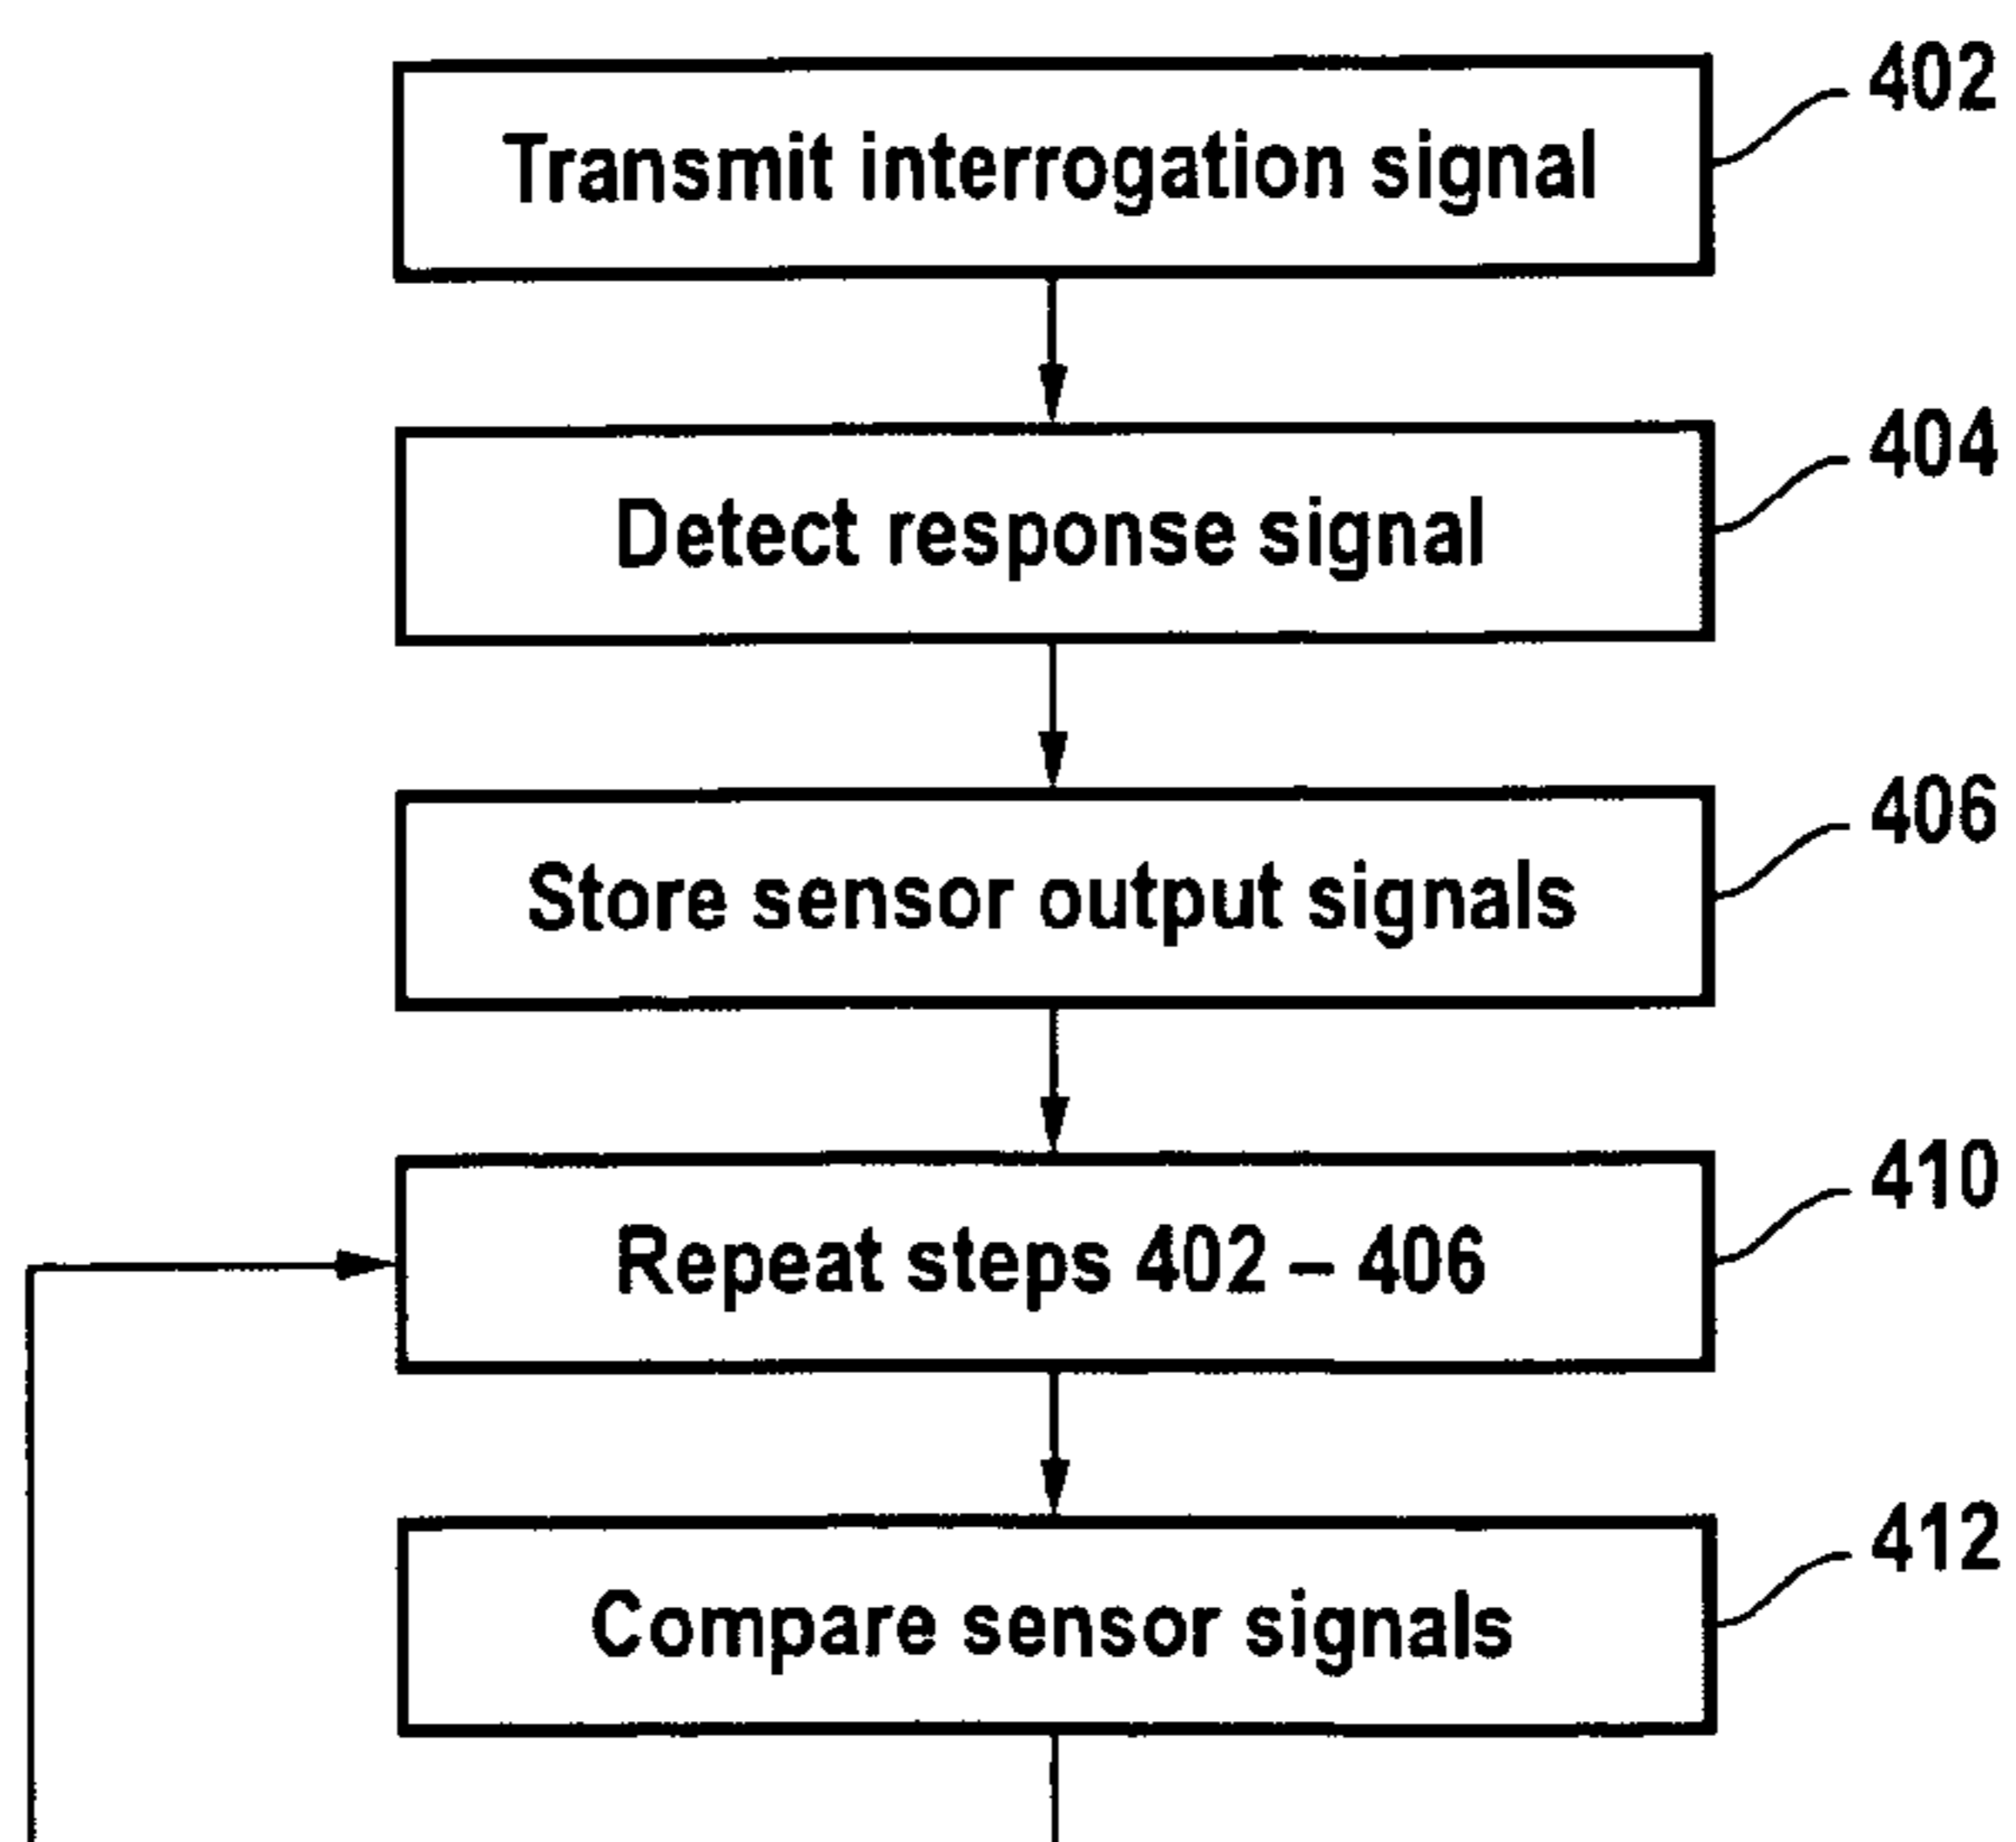 402
Transmit interrogation signal
404
Detect response signal
406
Store sensor output signals
410
Repeat steps 402 – 406
412
Compare sensor signals